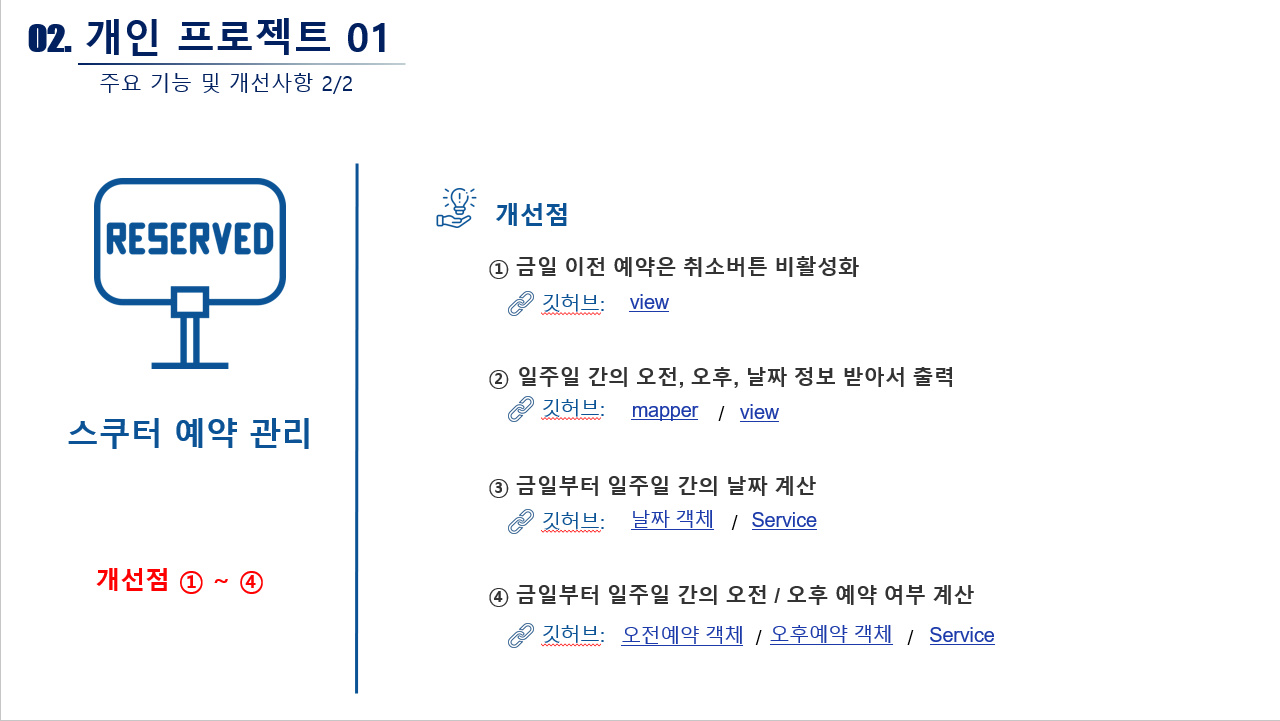 02. 개인 프로젝트 01
주요 기능 및 개선사항 2/2
RESERVED
스쿠터 예약 관리
개선점 ① ~ ④
개선점
① 금일 이전 예약은 취소버튼 비활성화
깃허브: view
② 일주일 간의 오전, 오후, 날짜 정보 받아서 출력
깃허브: mapper / view
③ 금일부터 일주일 간의 날짜 계산
깃허브: 날짜 객체 / Service
④ 금일부터 일주일 간의 오전 / 오후 예약 여부 계산
깃허브: 오전예약 객체 / 오후예약 객체 / Service